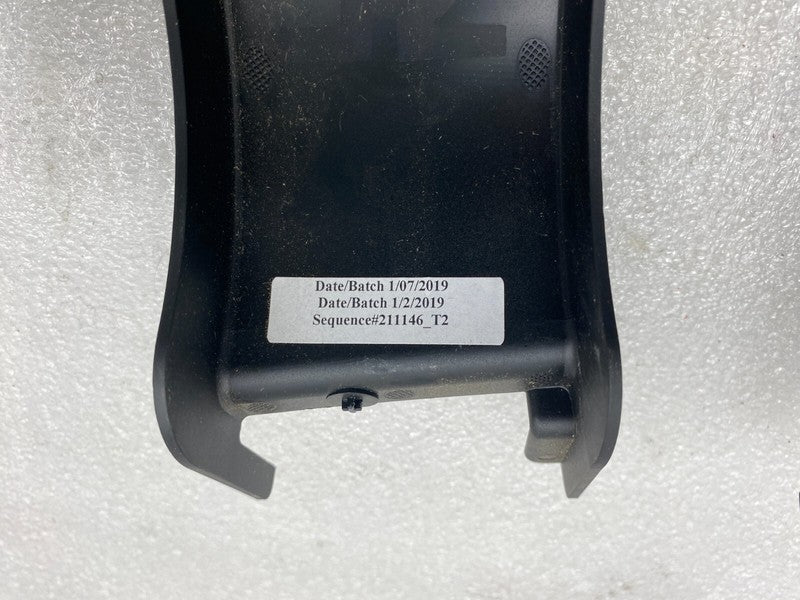 Date/Batch 1/07/2019
Date/Batch 1/2/2019
Sequence#211146_T2